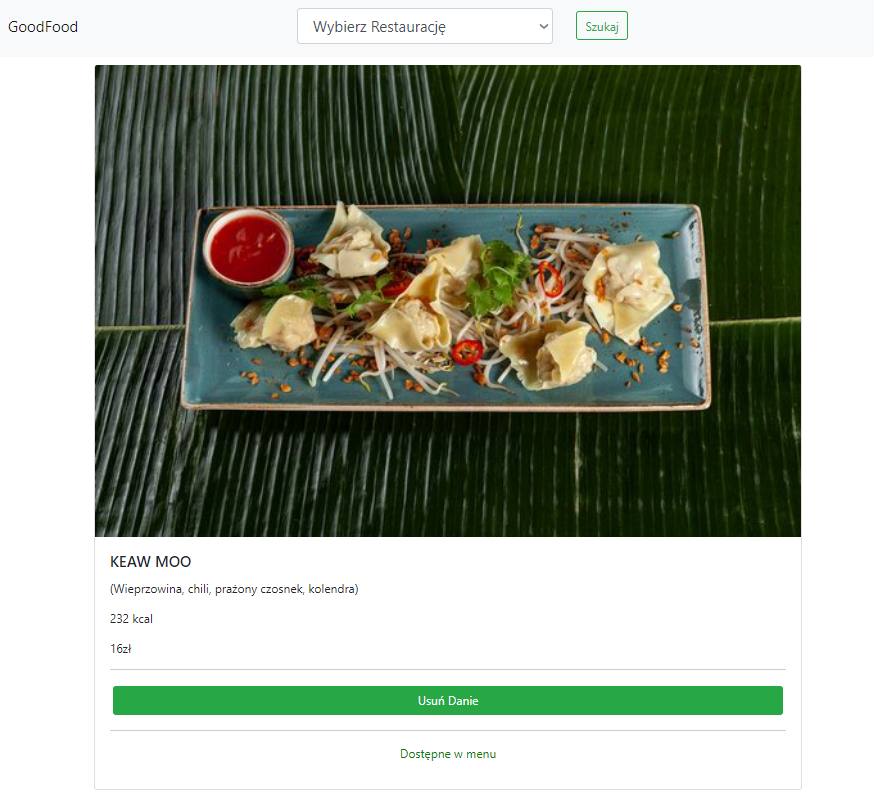 GoodFood
Wybierz Restaurację
Szukaj
KEAW MOO
(Wieprzowina, chili, prażony czosnek, kolendra)
232 kcal
16zł
Usuń Danie
Dostępne w menu